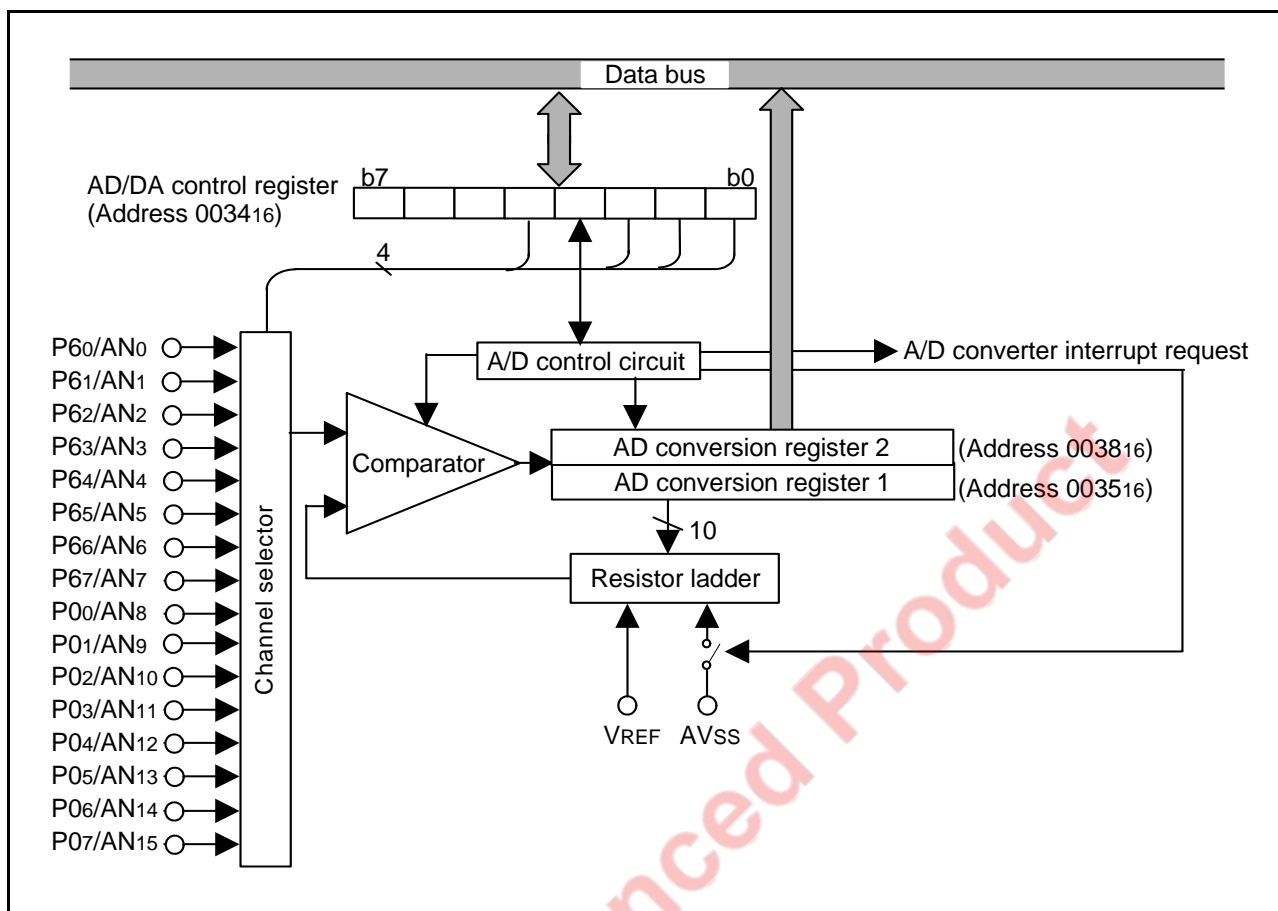 Data bus
AD/DA control register
(Address 003416)
b7
b0
4
P60/AN0
P61/AN1
P62/AN2
P63/AN3
P64/AN4
P65/AN5
P66/AN6
P67/AN7
P00/AN8
P01/AN9
P02/AN10
P03/AN11
P04/AN12
P05/AN13
P06/AN14
P07/AN15
Channel selector
A/D control circuit
A/D converter interrupt request
Comparator
AD conversion register 2
(Address 003816)
AD conversion register 1
(Address 003516)
10
Resistor ladder
VREF
AVSS
nced Product